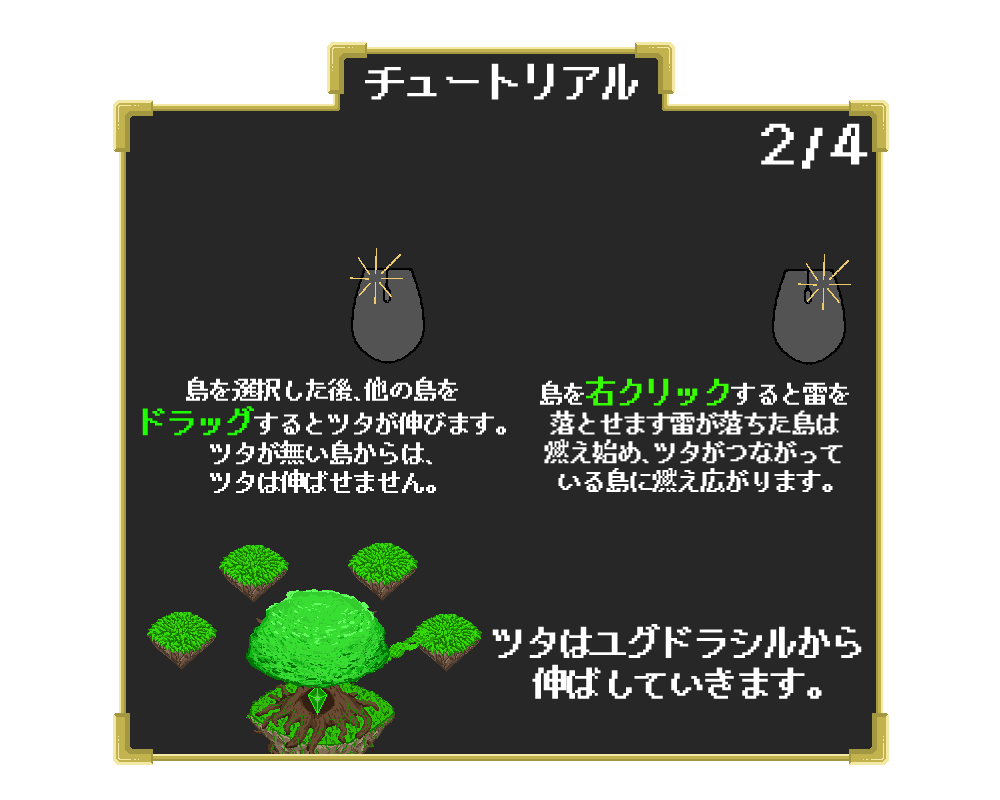 チュートリアル
2/4
島を選択した後、他の島を
ドラッグするとツタが伸びます。
ツタが無い島からは、
ツタは伸ばせません。
島を右クリックすると雷を
落とせます雷が落ちた島は
燃え始め、ツタがつながって
いる島に燃え広がります。
ツタはユグドラシルから
伸ばしていきます。